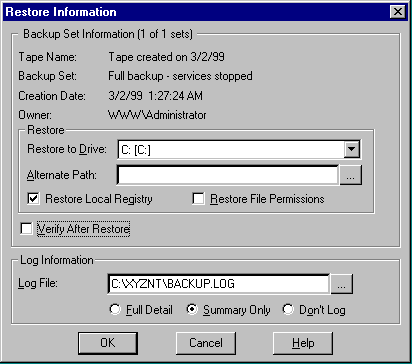 Restore Information
Backup Set Information (1 of 1 sets)
Tape Name: Tape created on 3/2/99
Backup Set: Full backup - services stopped
Creation Date: 3/2/99 1:27:24 AM
Owner: WWW\Administrator
Restore
Restore to Drive: C: [C:]
Alternate Path: ...
Restore Local Registry Restore File Permissions
Verify After Restore
Log Information
Log File: C:\XYZNT\BACKUP.LOG ...
Full Detail Summary Only Don't Log
OK Cancel Help